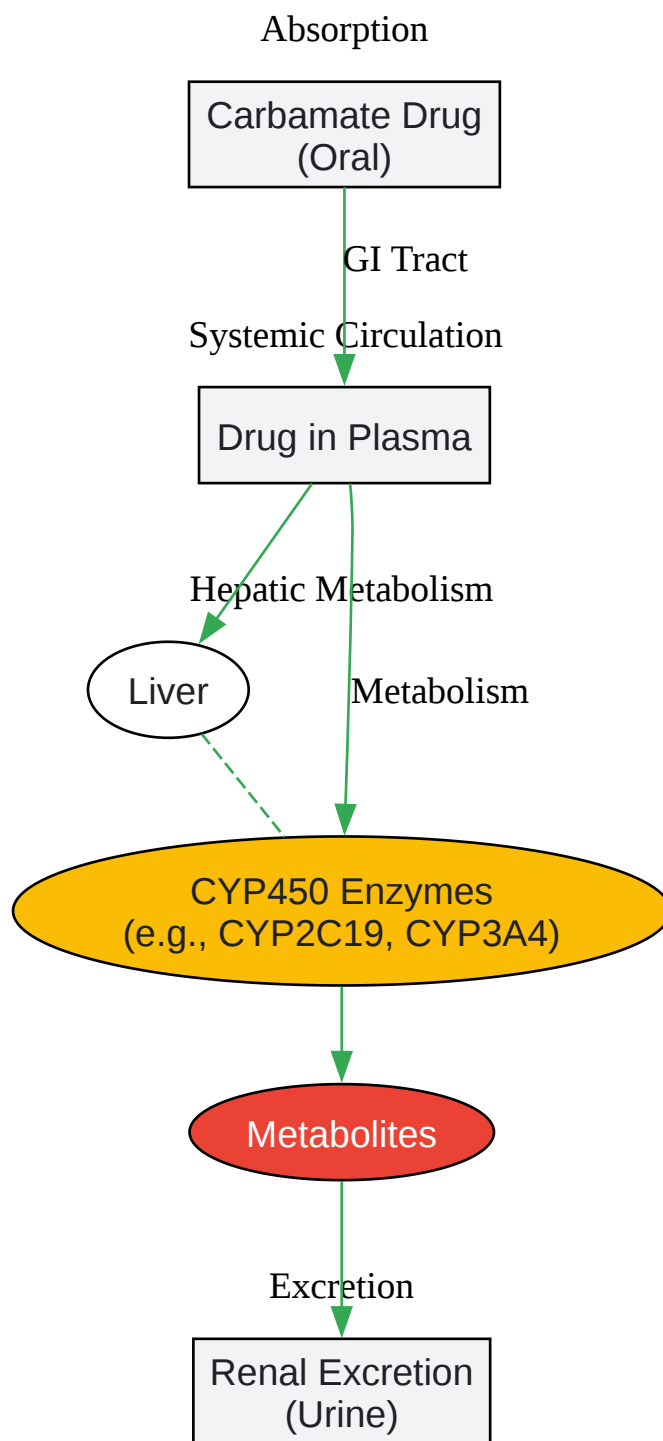 Absorption
Carbamate Drug
(Oral)
GI Tract
Systemic Circulation
Drug in Plasma
Hepatic Metabolism
Liver
Metabolism
CYP450 Enzymes
(e.g., CYP2C19, CYP3A4)
Metabolites
Excretion
Renal Excretion
(Urine)